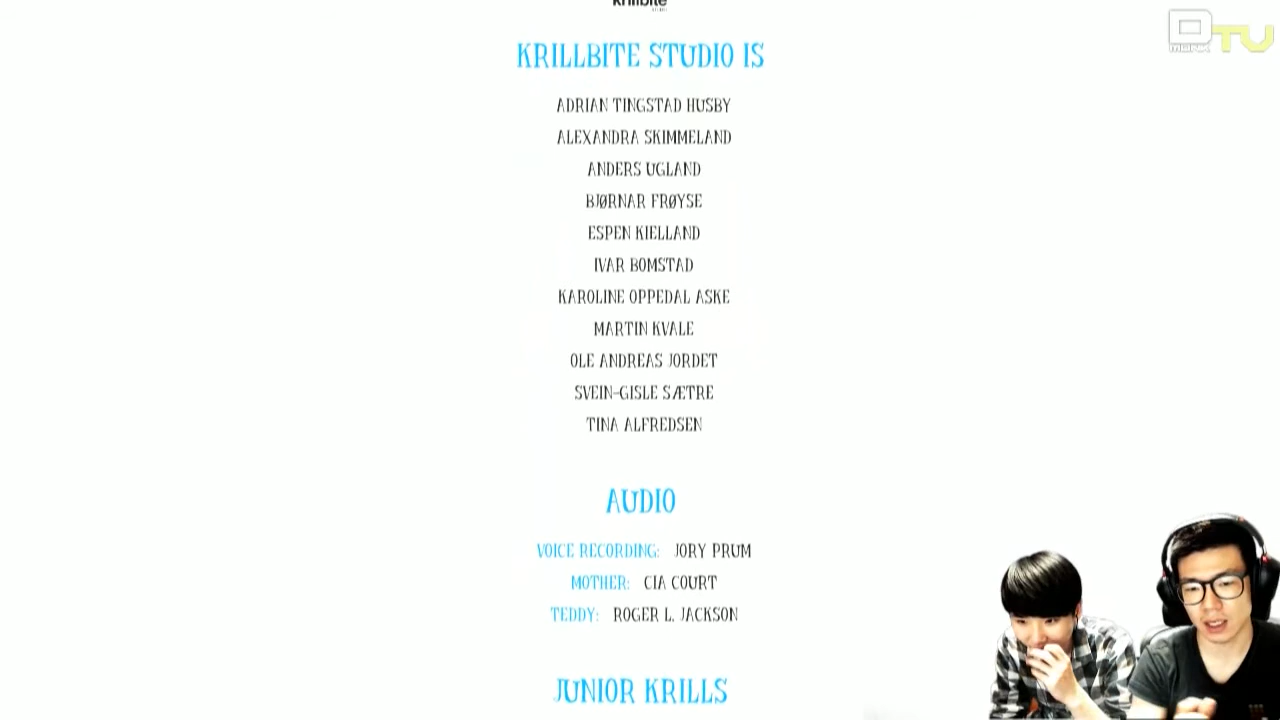 krillbite
KRILLBITE STUDIO IS
ADRIAN TINGSTAD HUSBY
ALEXANDRA SKIMMELAND
ANDERS UGLAND
BJØRNAR FRØYSE
ESPEN KIELLAND
IVAR BOMSTAD
KAROLINE OPPEDAL ASKE
MARTIN KVALE
OLE ANDREAS JORDET
SVEIN-GISLE SÆTRE
TINA ALFREDSEN
AUDIO
VOICE RECORDING: JORY PRUM
MOTHER: CIA COURT
TEDDY: ROGER L. JACKSON
JUNIOR KRILLS
TV